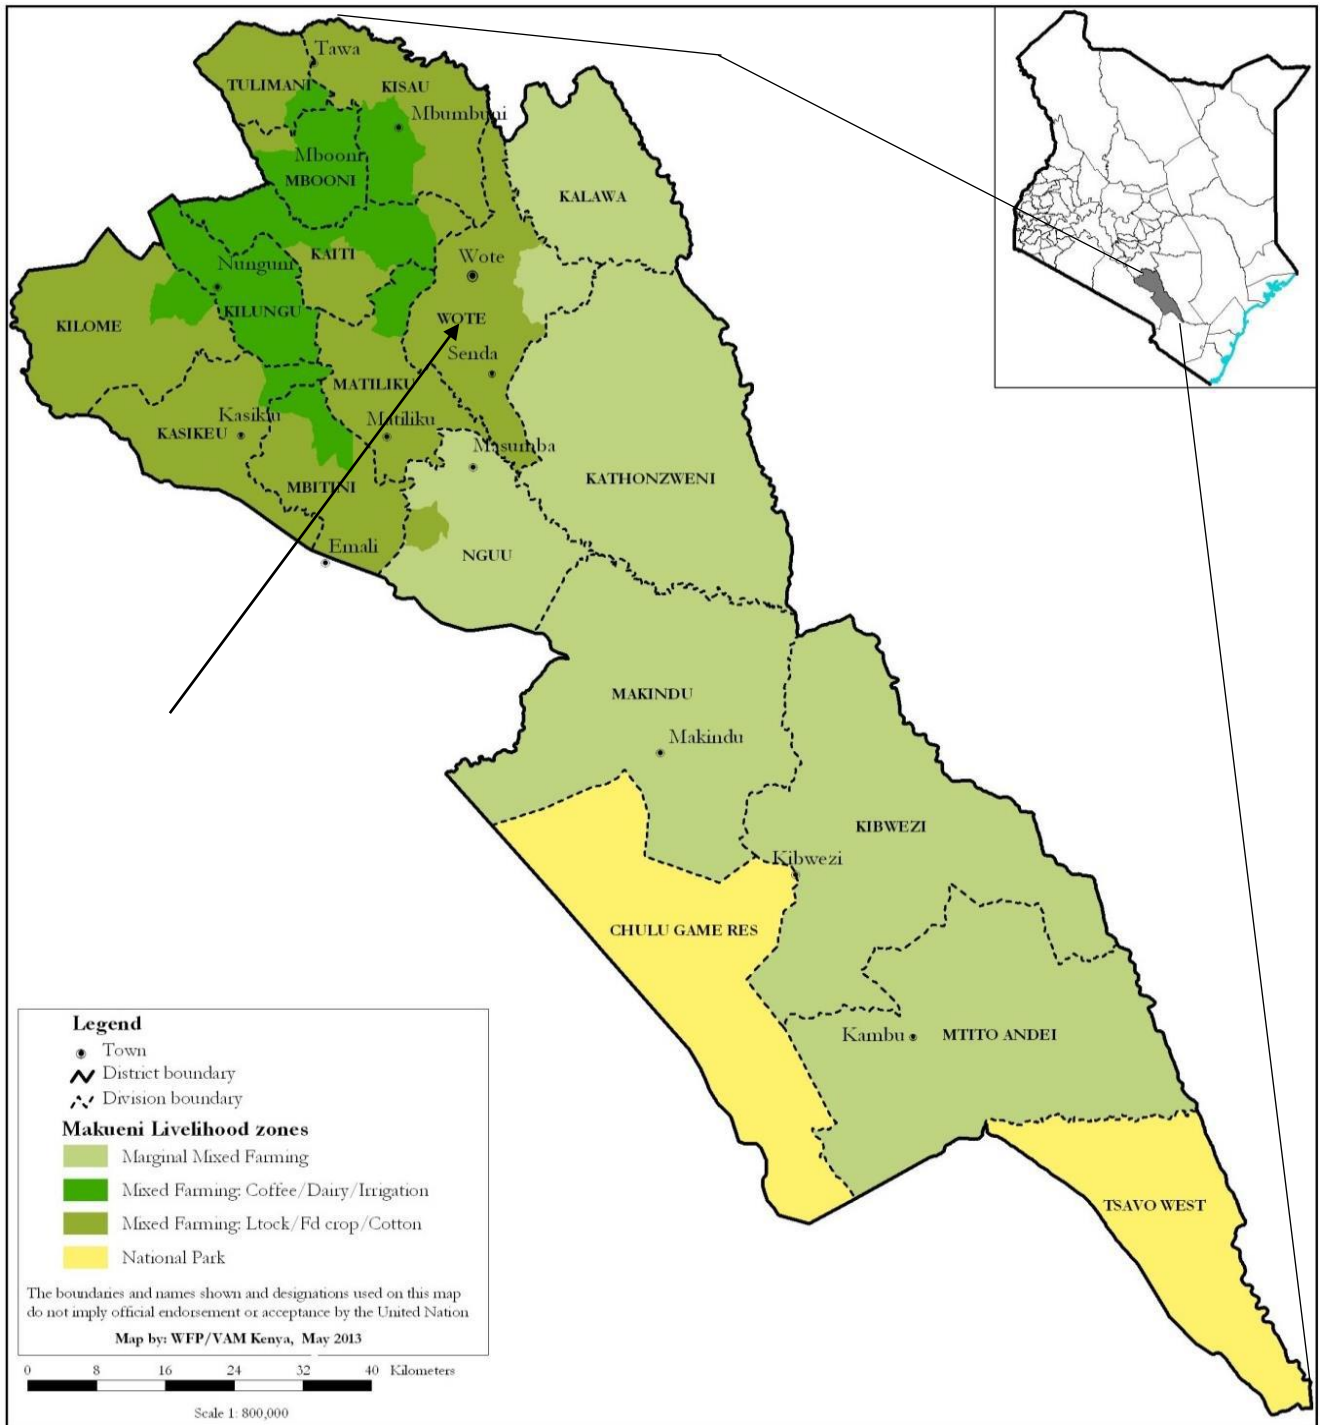 Tawa
TULIMANI
KISAU
Mbumbuni
Mbooni
MBOONI
KALAWA
KAITI
Wote
Nunguni
KILUNGU
WOTE
KILOME
Senda
MATILIKU
Kasikiu
Matiliku
KASIKEU
Masumba
KATHONZWENI
MBITINI
Emali
NGUU
MAKINDU
Makindu
KIBWEZI
Kibwezi
CHULU GAME RES
Kambu
MTITO ANDEI
TSAVO WEST
Legend
Town
District boundary
Division boundary
Makueni Livelihood zones
Marginal Mixed Farming
Mixed Farming: Coffee/Dairy/Irrigation
Mixed Farming: Ltock/Fd crop/Cotton
National Park
The boundaries and names shown and designations used on this map
do not imply official endorsement or acceptance by the United Nation
Map by: WFP/VAM Kenya, May 2013
0 8 16 24 32 40 Kilometers
Scale 1: 800,000